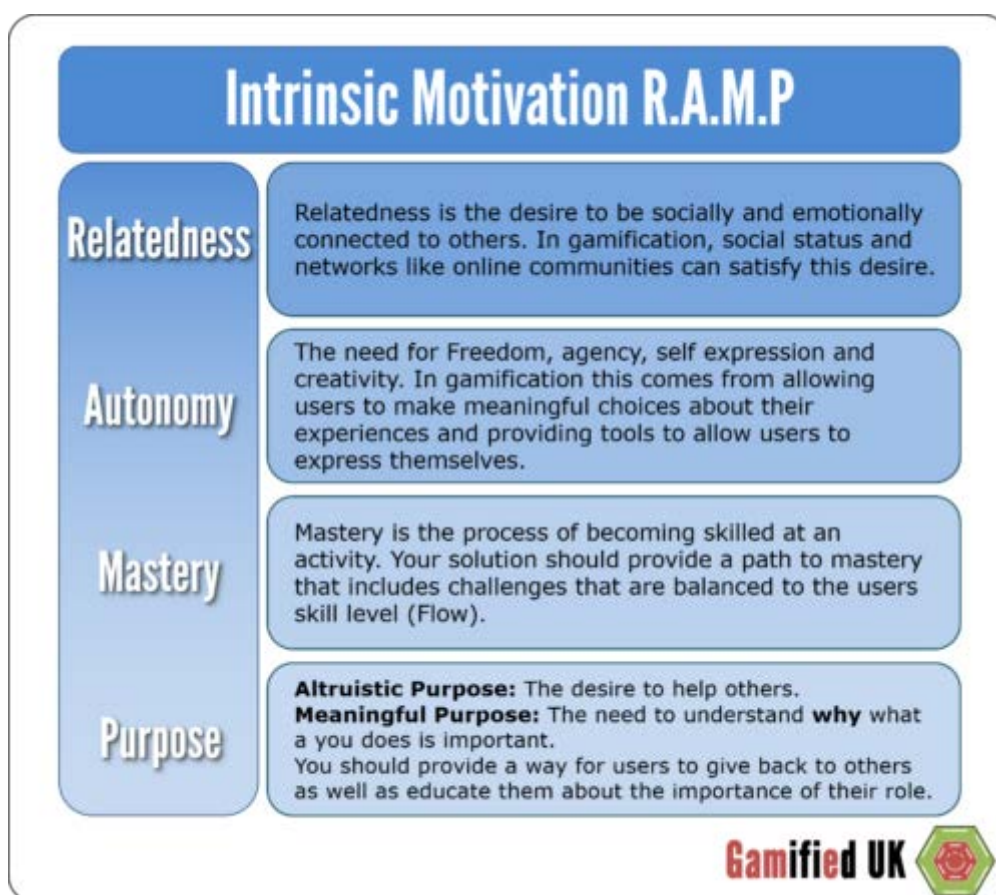 Intrinsic Motivation R.A.M.P
Relatedness
Relatedness is the desire to be socially and emotionally
connected to others. In gamification, social status and
networks like online communities can satisfy this desire.
Autonomy
The need for Freedom, agency, self expression and
creativity. In gamification this comes from allowing
users to make meaningful choices about their
experiences and providing tools to allow users to
express themselves.
Mastery
Mastery is the process of becoming skilled at an
activity. Your solution should provide a path to mastery
that includes challenges that are balanced to the users
skill level (Flow).
Purpose
Altruistic Purpose: The desire to help others.
Meaningful Purpose: The need to understand why what
a you does is important.
You should provide a way for users to give back to others
as well as educate them about the importance of their role.
Gamified UK